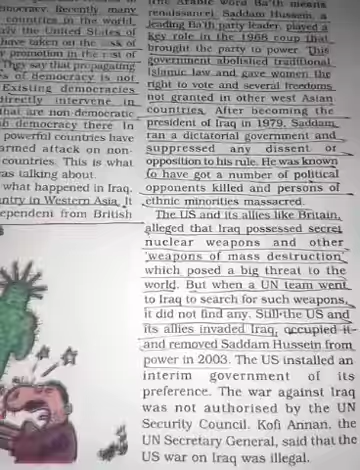 mocracy. Recently many
countries in the world,
rly the United States of
have taken on the task of
y promotion in the rest of
They say that propagating
s of democracy is not
Existing democracies
directly intervene in
that are non-democratic
sh democracy there. In
powerful countries have
armed attack on non-
countries. This is what
as talking about.
what happened in Iraq.
untry in Western Asia. It
ependent from British
(the Arabic word Ba'th means
renaissance). Saddam Hussein, a
leading Ba'th party leader, played a
key role in the 1968 coup that
brought the party to power. This
government abolished traditional
Islamic law and gave women the
right to vote and several freedoms
not granted in other west Asian
countries. After becoming the
president of Iraq in 1979, Saddam
ran a dictatorial government and
suppressed any dissent or
opposition to his rule. He was known
to have got a number of political
opponents killed and persons of
ethnic minorities massacred.
The US and its allies like Britain,
alleged that Iraq possessed secret
nuclear weapons and other
'weapons of mass destruction'
which posed a big threat to the
world. But when a UN team went
to Iraq to search for such weapons,
it did not find any. Still the US and
its allies invaded Iraq, occupied it
and removed Saddam Hussein from
power in 2003. The US installed an
interim government of its
preference. The war against Iraq
was not authorised by the UN
Security Council. Kofi Annan, the
UN Secretary General, said that the
US war on Iraq was illegal.